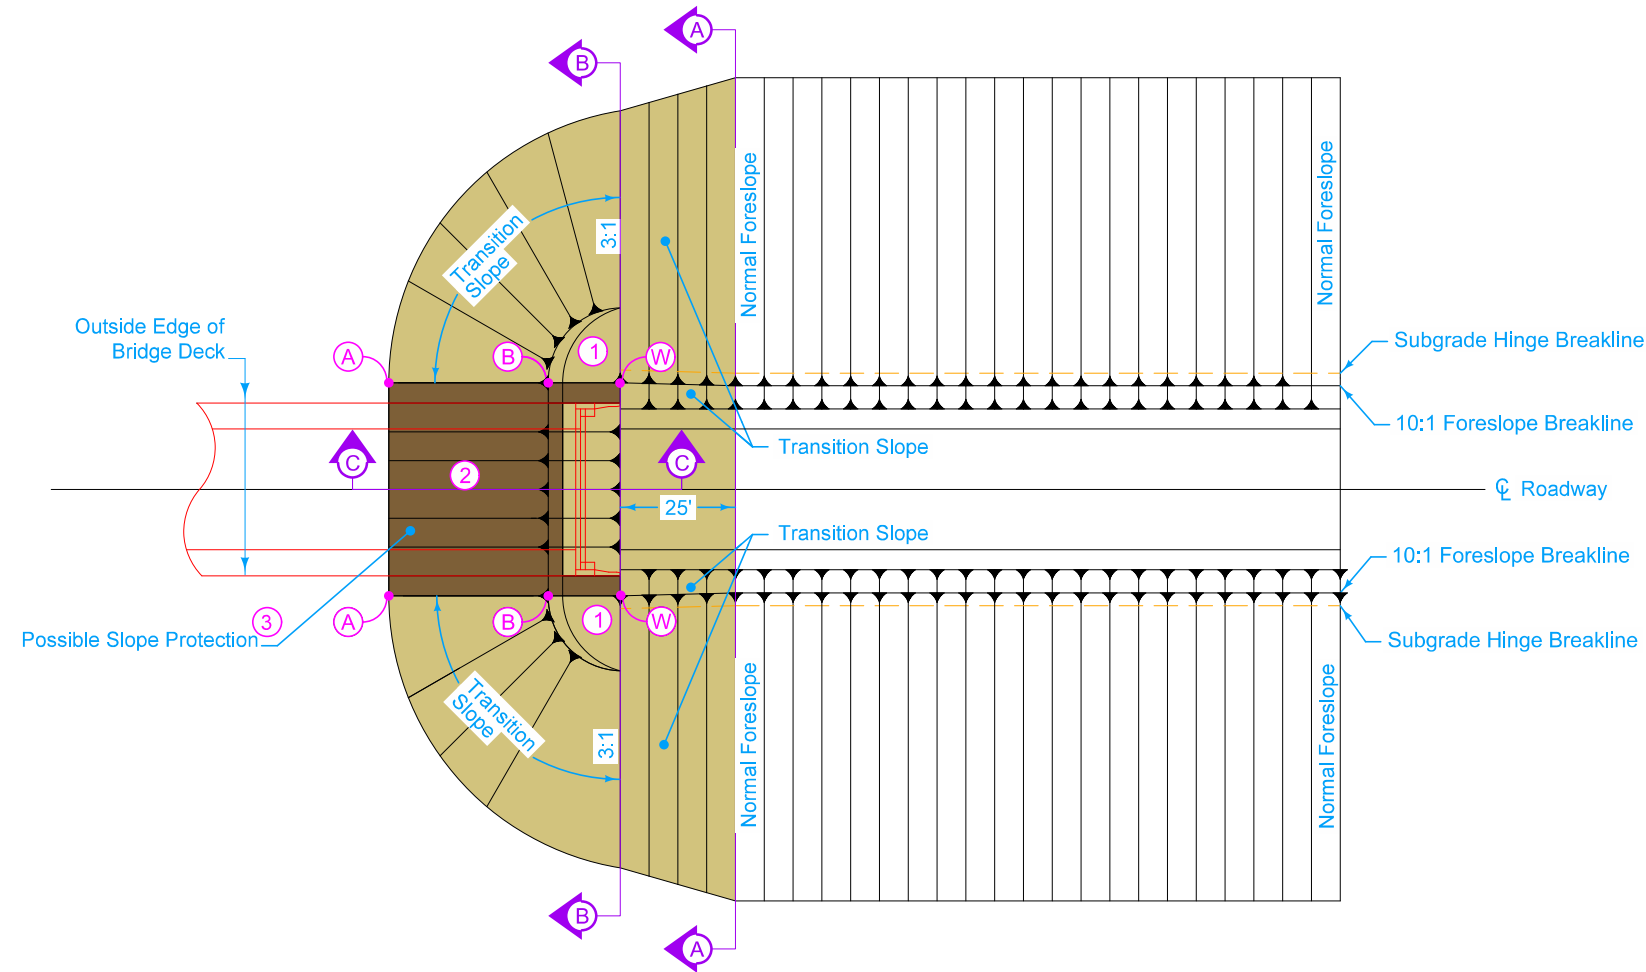 A
B
Normal Foreslope
Normal Foreslope
Transition
Slope
3:1
Outside Edge of
Bridge Deck
A
B
1
W
Subgrade Hinge Breakline
10:1 Foreslope Breakline
Transition Slope
C
2
C
25'
℄ Roadway
Transition Slope
10:1 Foreslope Breakline
3
A
B
1
W
Possible Slope Protection
Subgrade Hinge Breakline
Transition
Slope
3:1
Normal Foreslope
Normal Foreslope
B
A